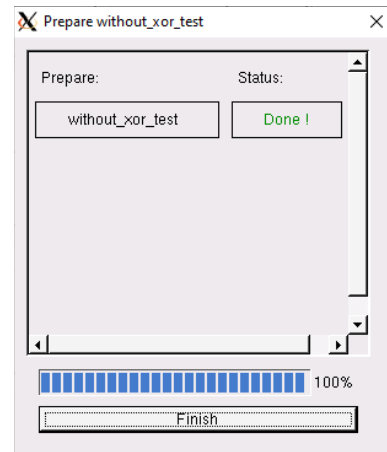 Prepare without_xor_test
Prepare: Status:
without_xor_test Done !
100%
Finish